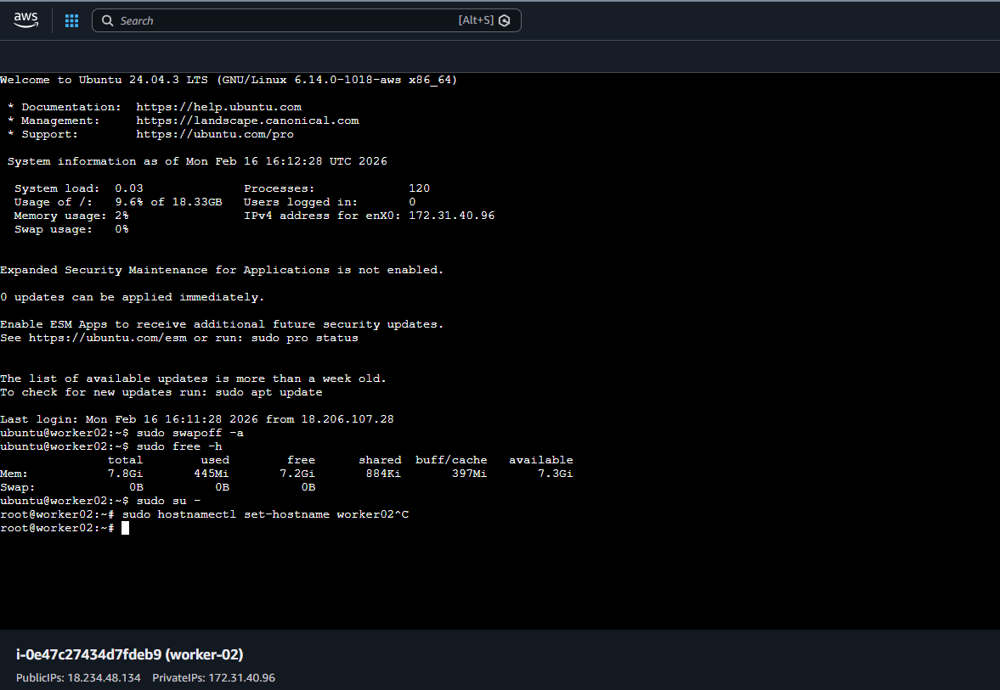 aws
Search [Alt+S]
Welcome to Ubuntu 24.04.3 LTS (GNU/Linux 6.14.0-1018-aws x86_64)
* Documentation: https://help.ubuntu.com
* Management: https://landscape.canonical.com
* Support: https://ubuntu.com/pro
System information as of Mon Feb 16 16:12:28 UTC 2026
System load: 0.03 Processes: 120
Usage of /: 9.6% of 18.33GB Users logged in: 0
Memory usage: 2% IPv4 address for enX0: 172.31.40.96
Swap usage: 0%
Expanded Security Maintenance for Applications is not enabled.
0 updates can be applied immediately.
Enable ESM Apps to receive additional future security updates.
See https://ubuntu.com/esm or run: sudo pro status
The list of available updates is more than a week old.
To check for new updates run: sudo apt update
Last login: Mon Feb 16 16:11:28 2026 from 18.206.107.28
ubuntu@worker02:~$ sudo swapoff -a
ubuntu@worker02:~$ sudo free -h
total used free shared buff/cache available
Mem: 7.8Gi 445Mi 7.2Gi 884Ki 397Mi 7.3Gi
Swap: 0B 0B 0B
ubuntu@worker02:~$ sudo su -
root@worker02:~# sudo hostnamectl set-hostname worker02^C
root@worker02:~#
i-0e47c27434d7fdeb9 (worker-02)
PublicIPs: 18.234.48.134 PrivateIPs: 172.31.40.96